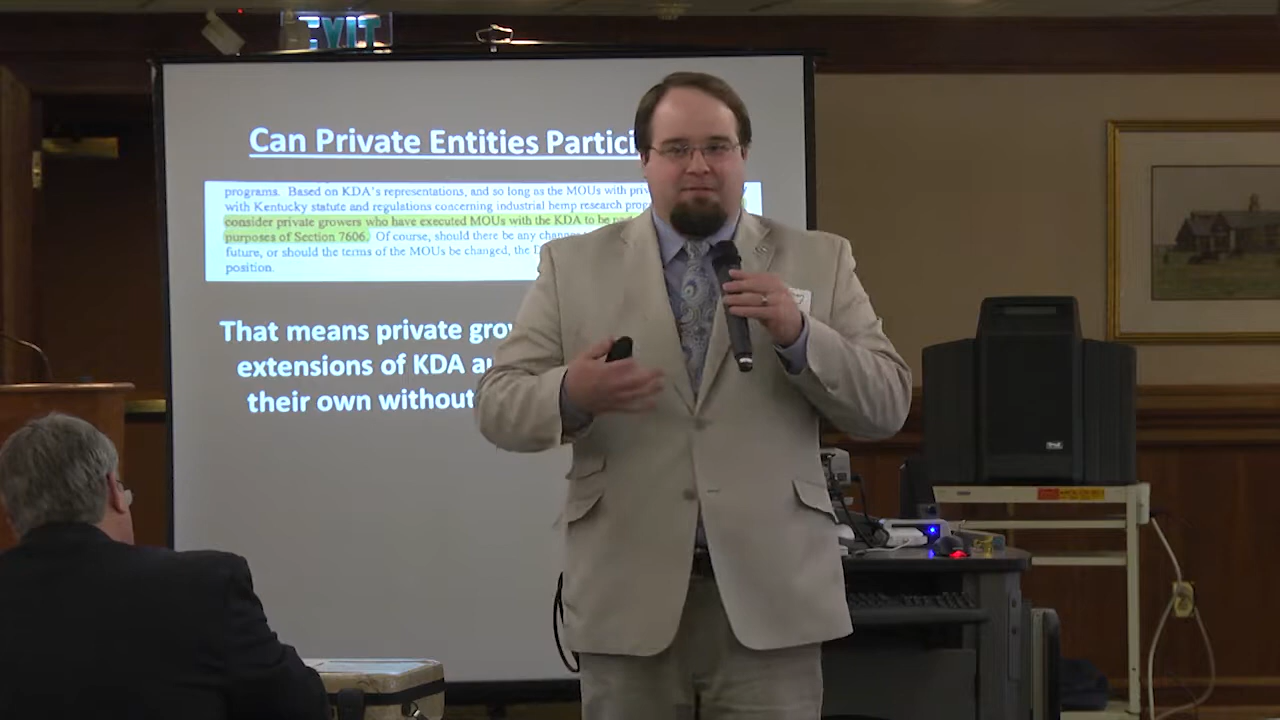 EXIT
Can Private Entities Partici
programs. Based on KDA's representations, and so long as the MOUs with priv
with Kentucky statute and regulations concerning industrial hemp research prog
consider private growers who have executed MOUs with the KDA to be
purposes of Section 7606. Of course, should there be any change
future, or should the terms of the MOU be changed, the
position.
That means private grow
extensions of KDA
their own without